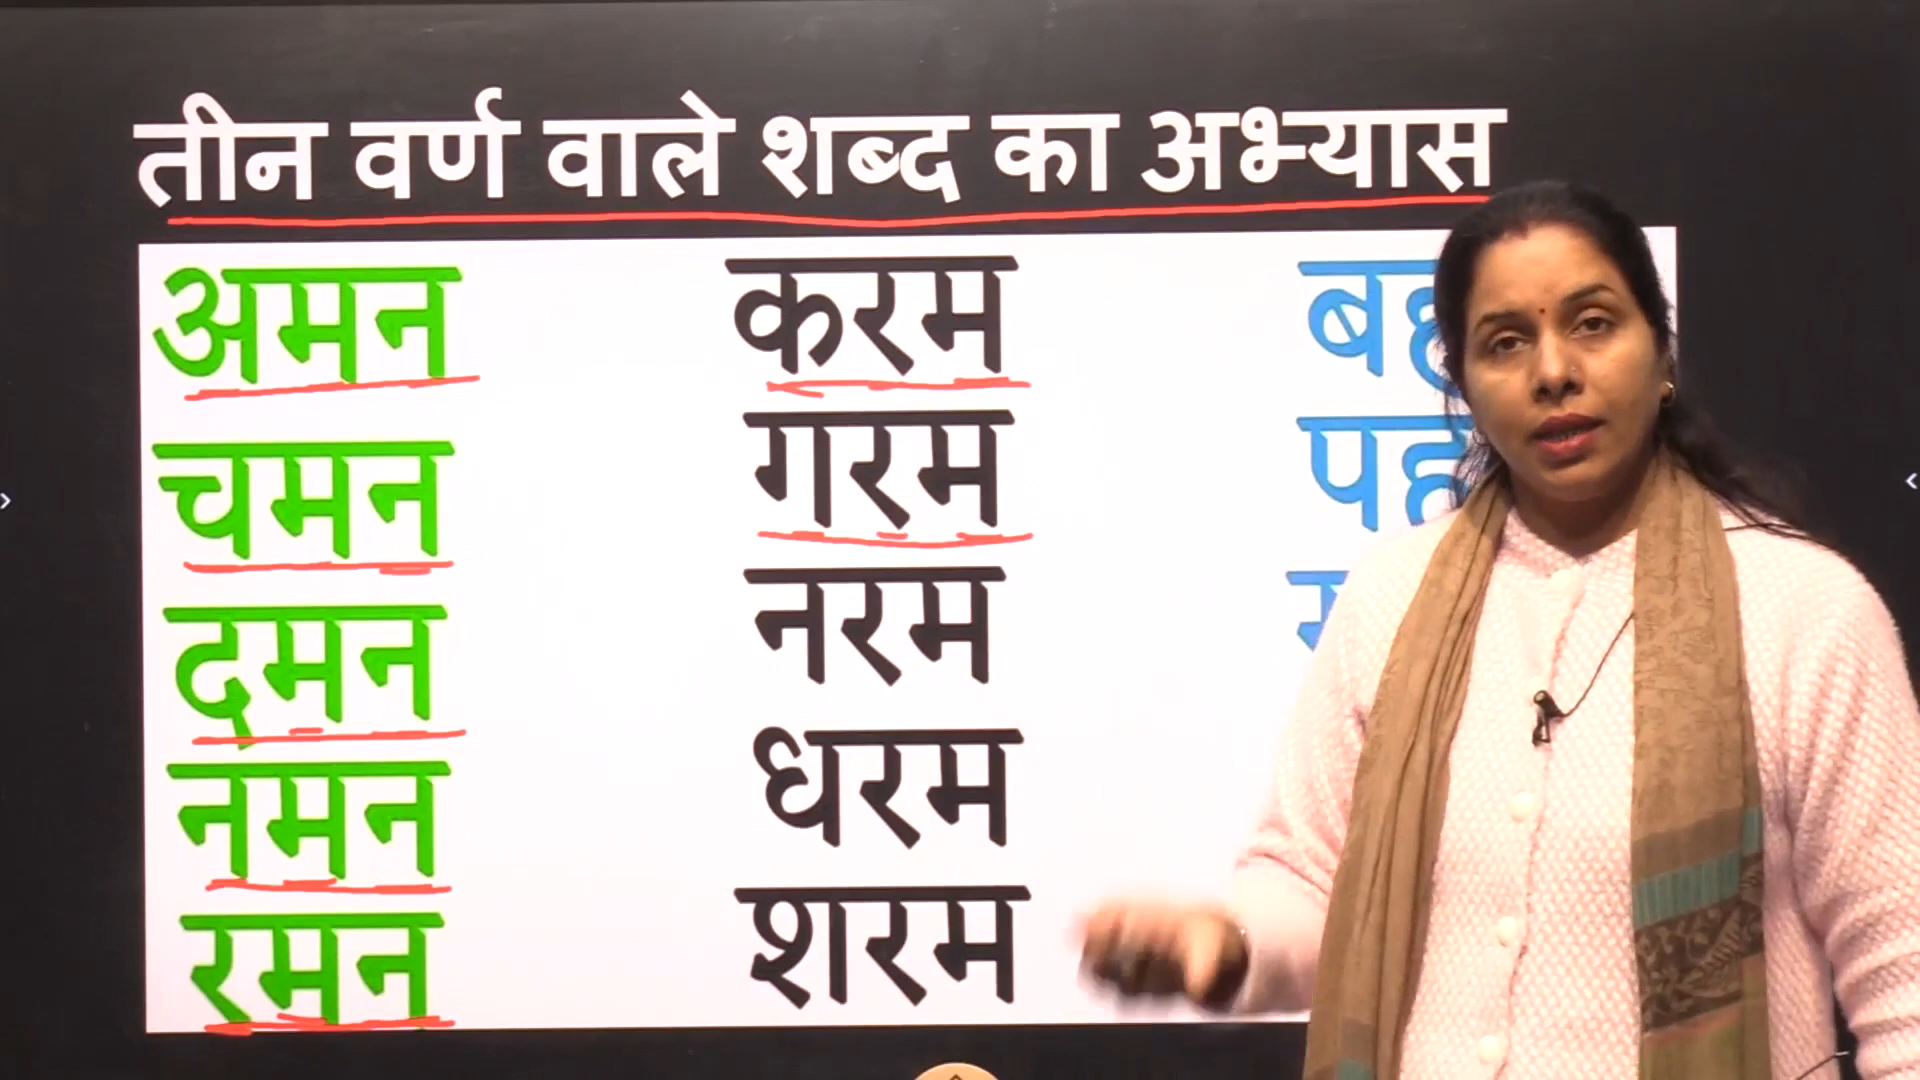 तीन वर्ण वाले शब्द का अभ्यास
अमन करम
चमन गरम
दमन नरम
नमन धरम
रमन शरम